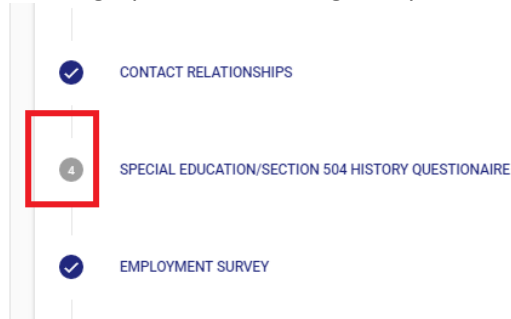 CONTACT RELATIONSHIPS
4 SPECIAL EDUCATION/SECTION 504 HISTORY QUESTIONAIRE
EMPLOYMENT SURVEY